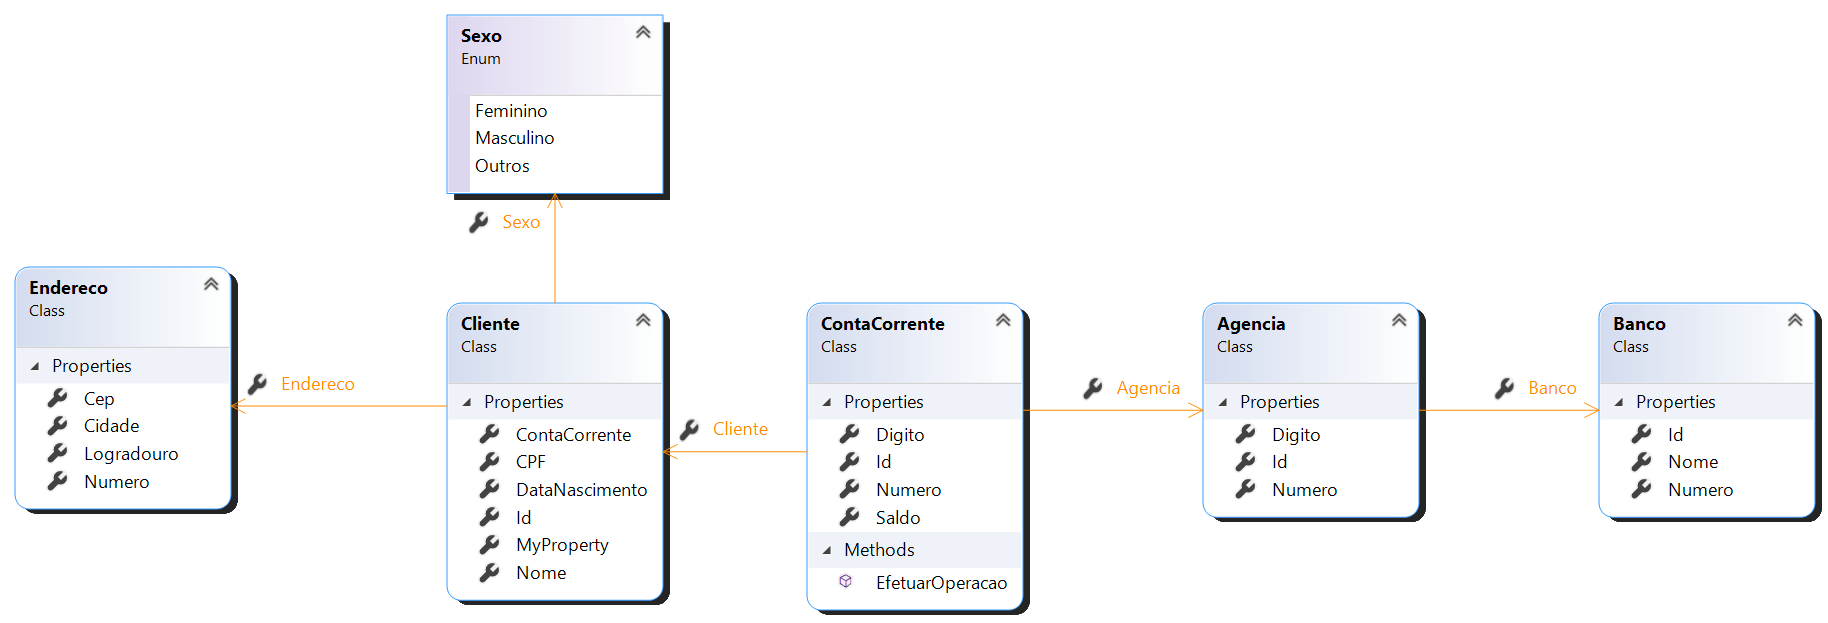 Sexo
Enum
Feminino
Masculino
Outros
Sexo
Endereco
Class
Properties
Cep
Cidade
Logradouro
Numero
Endereco
Cliente
Class
Properties
ContaCorrente
CPF
DataNascimento
Id
MyProperty
Nome
Cliente
ContaCorrente
Class
Properties
Digito
Id
Numero
Saldo
Methods
EfetuarOperacao
Agencia
Agencia
Class
Properties
Digito
Id
Numero
Banco
Banco
Class
Properties
Id
Nome
Numero